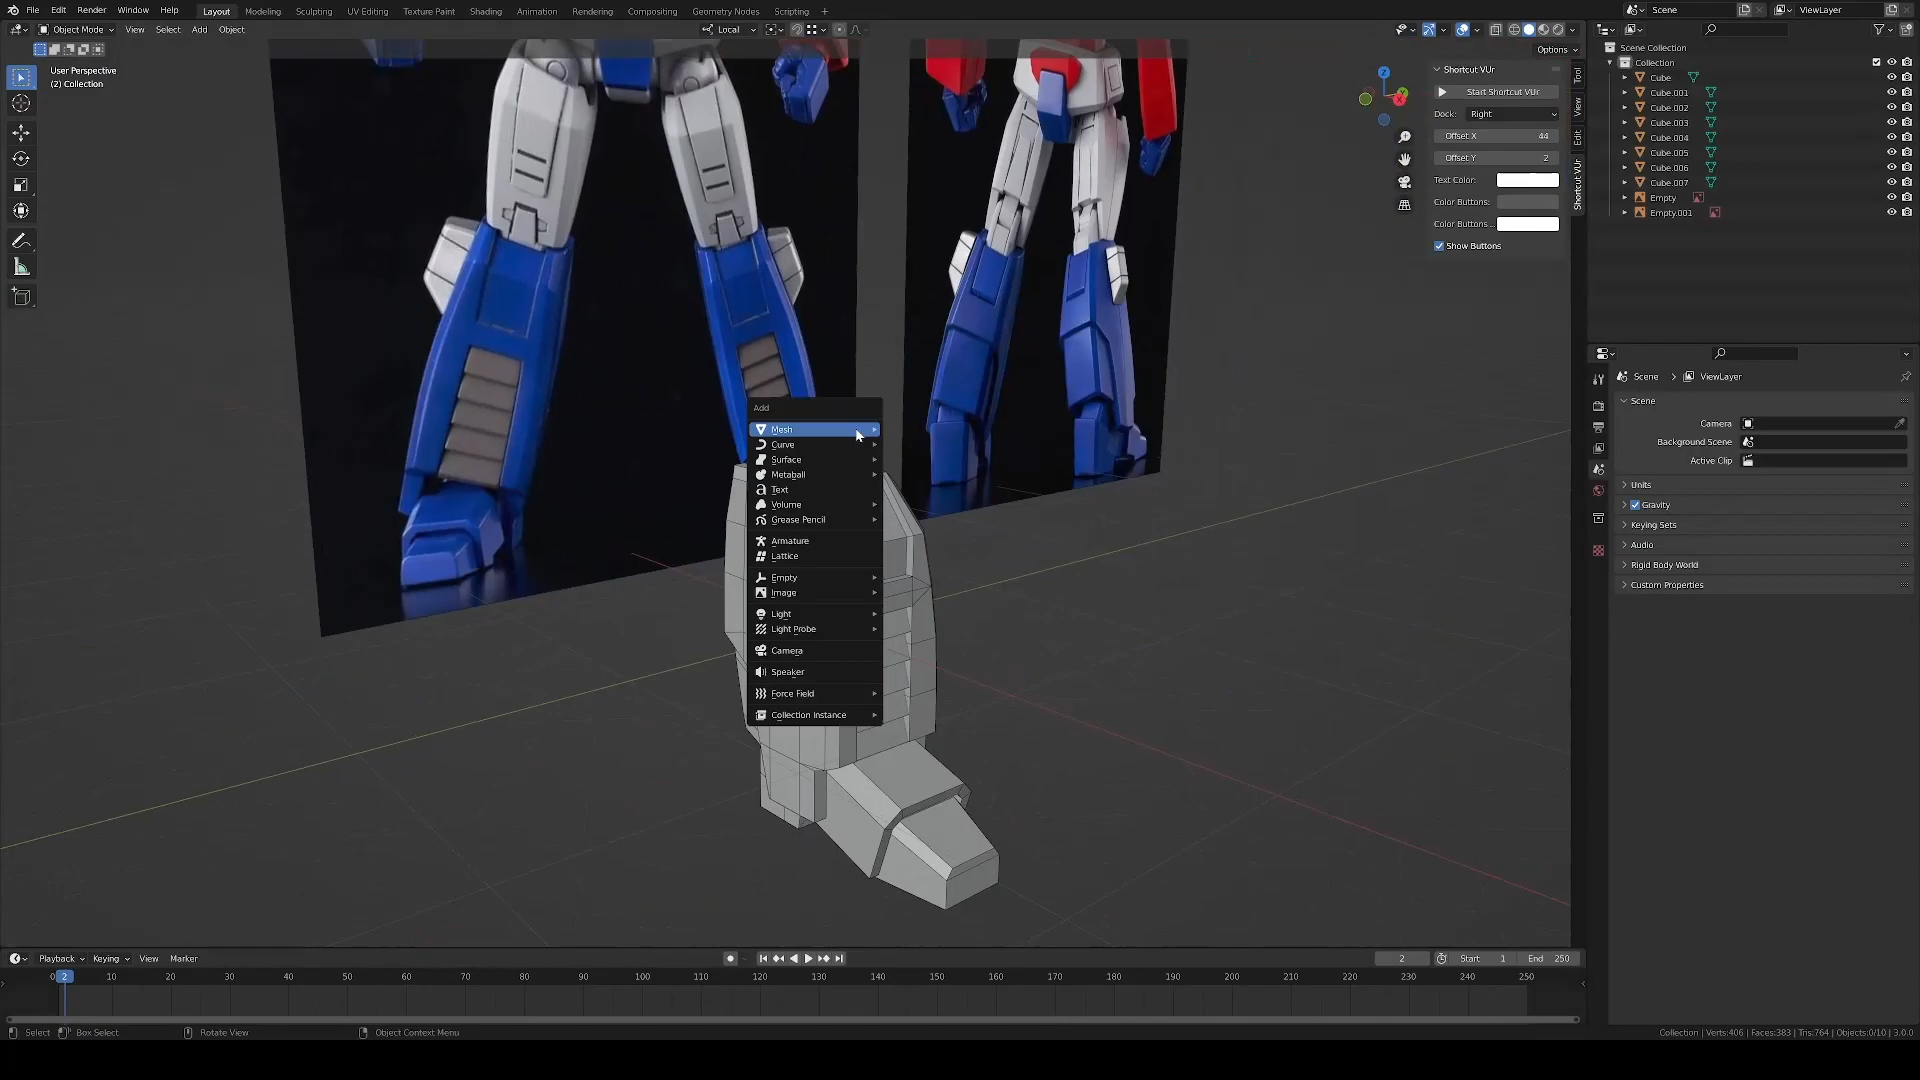 File Edit Render Window Help Layout Modeling Sculpting UV Editing Texture Paint Shading Animation Rendering Compositing Geometry Nodes Scripting + Scene ViewLayer
Object Mode View Select Add Object Local
Options
User Perspective
(2) Collection
Shortcut VUr
Start Shortcut VUr
Dock: Right
Offset X 44
Offset Y 2
Text Color:
Color Buttons:
Color Buttons ...
Show Buttons
Tool
View
Edit
Shortcut VUr
Z
Scene Collection
Collection
Cube
Cube.001
Cube.002
Cube.003
Cube.004
Cube.005
Cube.006
Cube.007
Empty
Empty.001
Scene > ViewLayer
Scene
Camera
Background Scene
Active Clip
Units
Gravity
Keying Sets
Audio
Rigid Body World
Custom Properties
Add
Mesh
Curve
Surface
Metaball
Text
Volume
Grease Pencil
Armature
Lattice
Empty
Image
Light
Light Probe
Camera
Speaker
Force Field
Collection Instance
Playback Keying View Marker 2 Start 1 End 250
0 2 10 20 30 40 50 60 70 80 90 100 110 120 130 140 150 160 170 180 190 200 210 220 230 240 250
Select Box Select Rotate View Object Context Menu Collection | Verts:406 | Faces:383 | Tris:764 | Objects:0/10 | 3.0.0